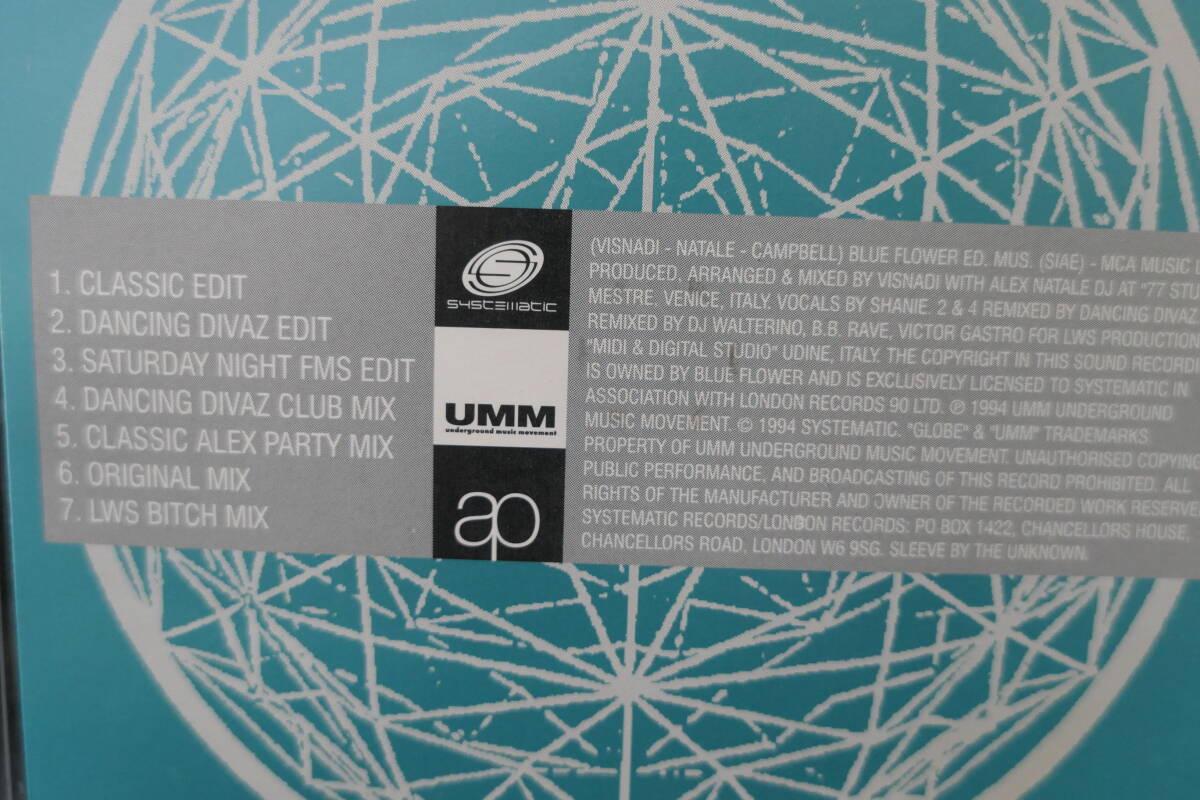 1. CLASSIC EDIT
2. DANCING DIVAZ EDIT
3. SATURDAY NIGHT FMS EDIT
4. DANCING DIVAZ CLUB MIX
5. CLASSIC ALEX PARTY MIX
6. ORIGINAL MIX
7. LWS BITCH MIX
SYSTEMATIC
UMM
underground music movement
ap
(VISNADI - NATALE - CAMPBELL) BLUE FLOWER ED. MUS. (SIAE) - MCA MUSIC
PRODUCED, ARRANGED & MIXED BY VISNADI WITH ALEX NATALE DJ AT "77 STU
MESTRE, VENICE, ITALY. VOCALS BY SHANIE. 2 & 4 REMIXED BY DANCING DIVAZ
REMIXED BY DJ WALTERINO, B.B. RAVE, VICTOR GASTRO FOR LWS PRODUCTION
"MIDI & DIGITAL STUDIO" UDINE, ITALY. THE COPYRIGHT IN THIS SOUND RECORDI
IS OWNED BY BLUE FLOWER AND IS EXCLUSIVELY LICENSED TO SYSTEMATIC IN
ASSOCIATION WITH LONDON RECORDS 90 LTD. ℗ 1994 UMM UNDERGROUND
MUSIC MOVEMENT. © 1994 SYSTEMATIC. "GLOBE" & "UMM" TRADEMARKS
PROPERTY OF UMM UNDERGROUND MUSIC MOVEMENT. UNAUTHORISED COPYING
PUBLIC PERFORMANCE, AND BROADCASTING OF THIS RECORD PROHIBITED. ALL
RIGHTS OF THE MANUFACTURER AND OWNER OF THE RECORDED WORK RESERVE
SYSTEMATIC RECORDS/LONDON RECORDS: PO BOX 1422, CHANCELLORS HOUSE,
CHANCELLORS ROAD, LONDON W6 9SG. SLEEVE BY THE UNKNOWN.